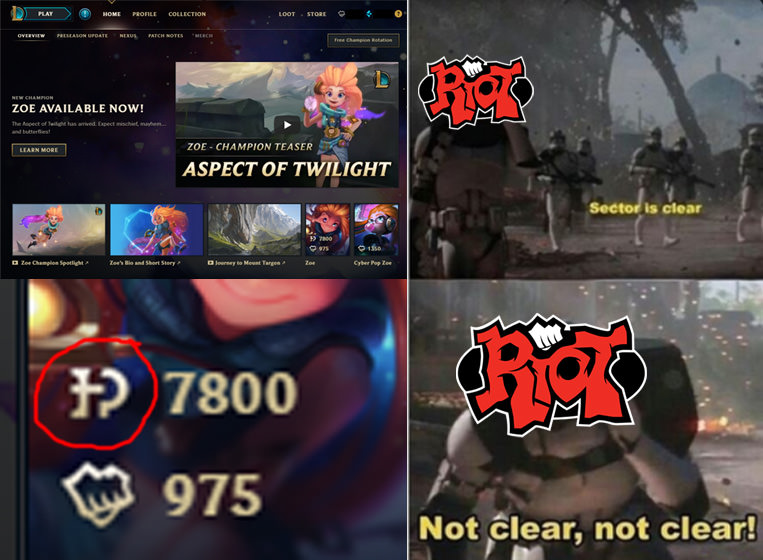 PLAY
HOME
PROFILE
COLLECTION
LOOT
STORE
OVERVIEW
PRESEASON UPDATE
NEXUS
PATCH NOTES
MERCH
Free Champion Rotation
NEW CHAMPION
ZOE AVAILABLE NOW!
The Aspect of Twilight has arrived. Expect mischief, mayhem...
and butterflies!
LEARN MORE
ZOE - CHAMPION TEASER
ASPECT OF TWILIGHT
7800
975
1350
Zoe Champion Spotlight
Zoe's Bio and Short Story
Journey to Mount Targon
Zoe
Cyber Pop Zoe
RIOT
Sector is clear
7800
975
RIOT
Not clear, not clear!